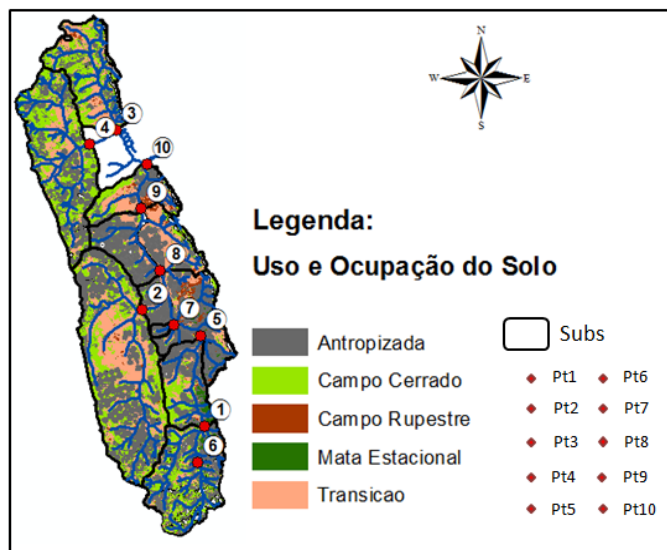 N
W E
S
3
4
10
9
8
2
7
5
1
6
Legenda:
Uso e Ocupação do Solo
Antropizada
Campo Cerrado
Campo Rupestre
Mata Estacional
Transicao
Subs
Pt1 Pt6
Pt2 Pt7
Pt3 Pt8
Pt4 Pt9
Pt5 Pt10